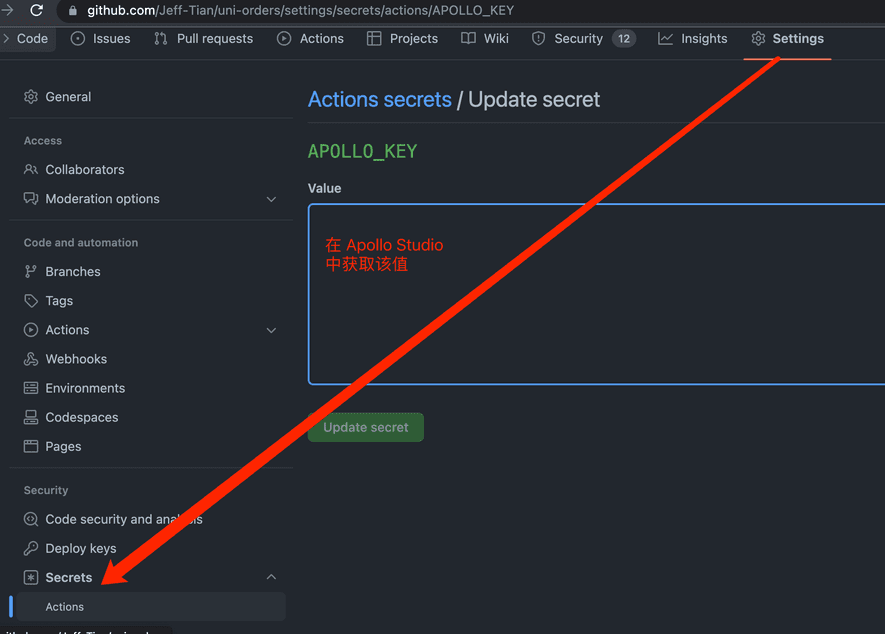 github.com/Jeff-Tian/uni-orders/settings/secrets/actions/APOLLO_KEY
Code Issues Pull requests Actions Projects Wiki Security 12 Insights Settings
General
Access
Collaborators
Moderation options
Code and automation
Branches
Tags
Actions
Webhooks
Environments
Codespaces
Pages
Security
Code security and analysis
Deploy keys
Secrets
Actions
Actions secrets / Update secret
APOLLO_KEY
Value
在 Apollo Studio
中获取该值
Update secret